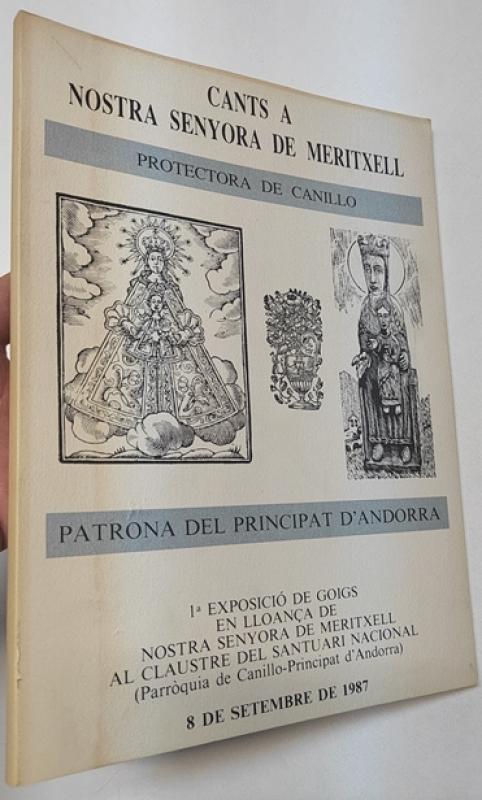 CANTS A
NOSTRA SENYORA DE MERITXELL
PROTECTORA DE CANILLO
PATRONA DEL PRINCIPAT D'ANDORRA
1ª EXPOSICIÓ DE GOIGS
EN LLOANÇA DE
NOSTRA SENYORA DE MERITXELL
AL CLAUSTRE DEL SANTUARI NACIONAL
(Parròquia de Canillo-Principat d'Andorra)
8 DE SETEMBRE DE 1987